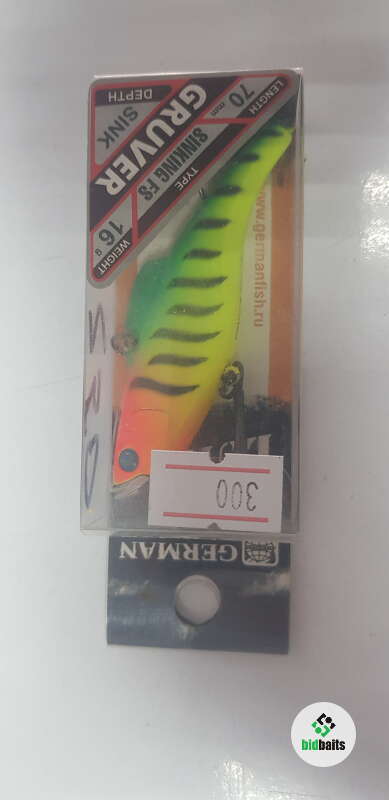 GERMAN
300
LENGTH
70 mm
DEPTH
SINK
GRUVER
TYPE
SINKING FS
WEIGHT
16 g
www.germanfish.ru
bidbaits